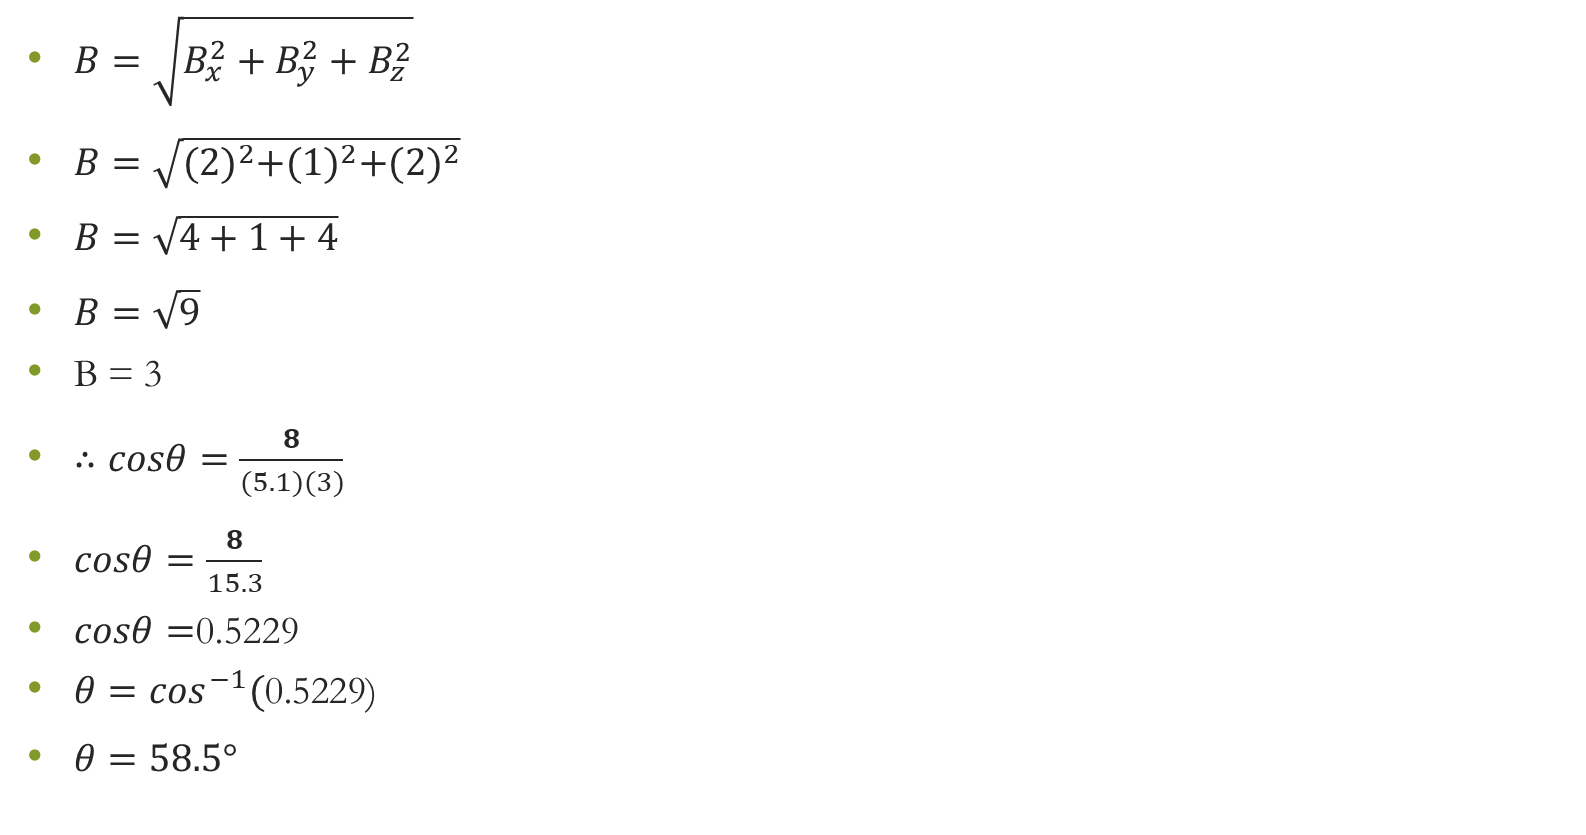 • B = √(B_x^2 + B_y^2 + B_z^2)
• B = √((2)^2+(1)^2+(2)^2)
• B = √(4 + 1 + 4)
• B = √9
• B = 3
• ∴ cosθ = 8/((5.1)(3))
• cosθ = 8/15.3
• cosθ =0.5229
• θ = cos^−1(0.5229)
• θ = 58.5°